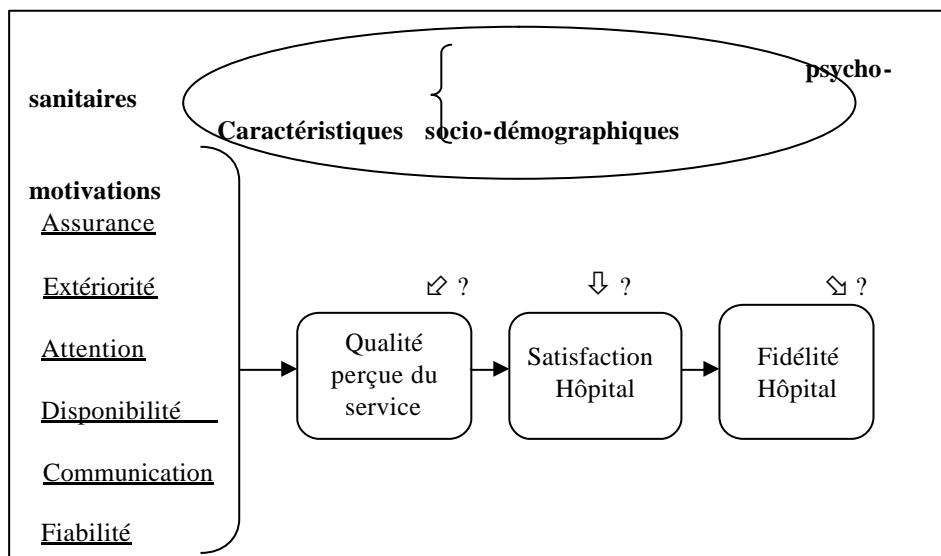 psycho-
sanitaires
Caractéristiques socio-démographiques
motivations
Assurance
Extériorité
Attention
Disponibilité
Communication
Fiabilité
?
?
?
Qualité
perçue du
service
Satisfaction
Hôpital
Fidélité
Hôpital